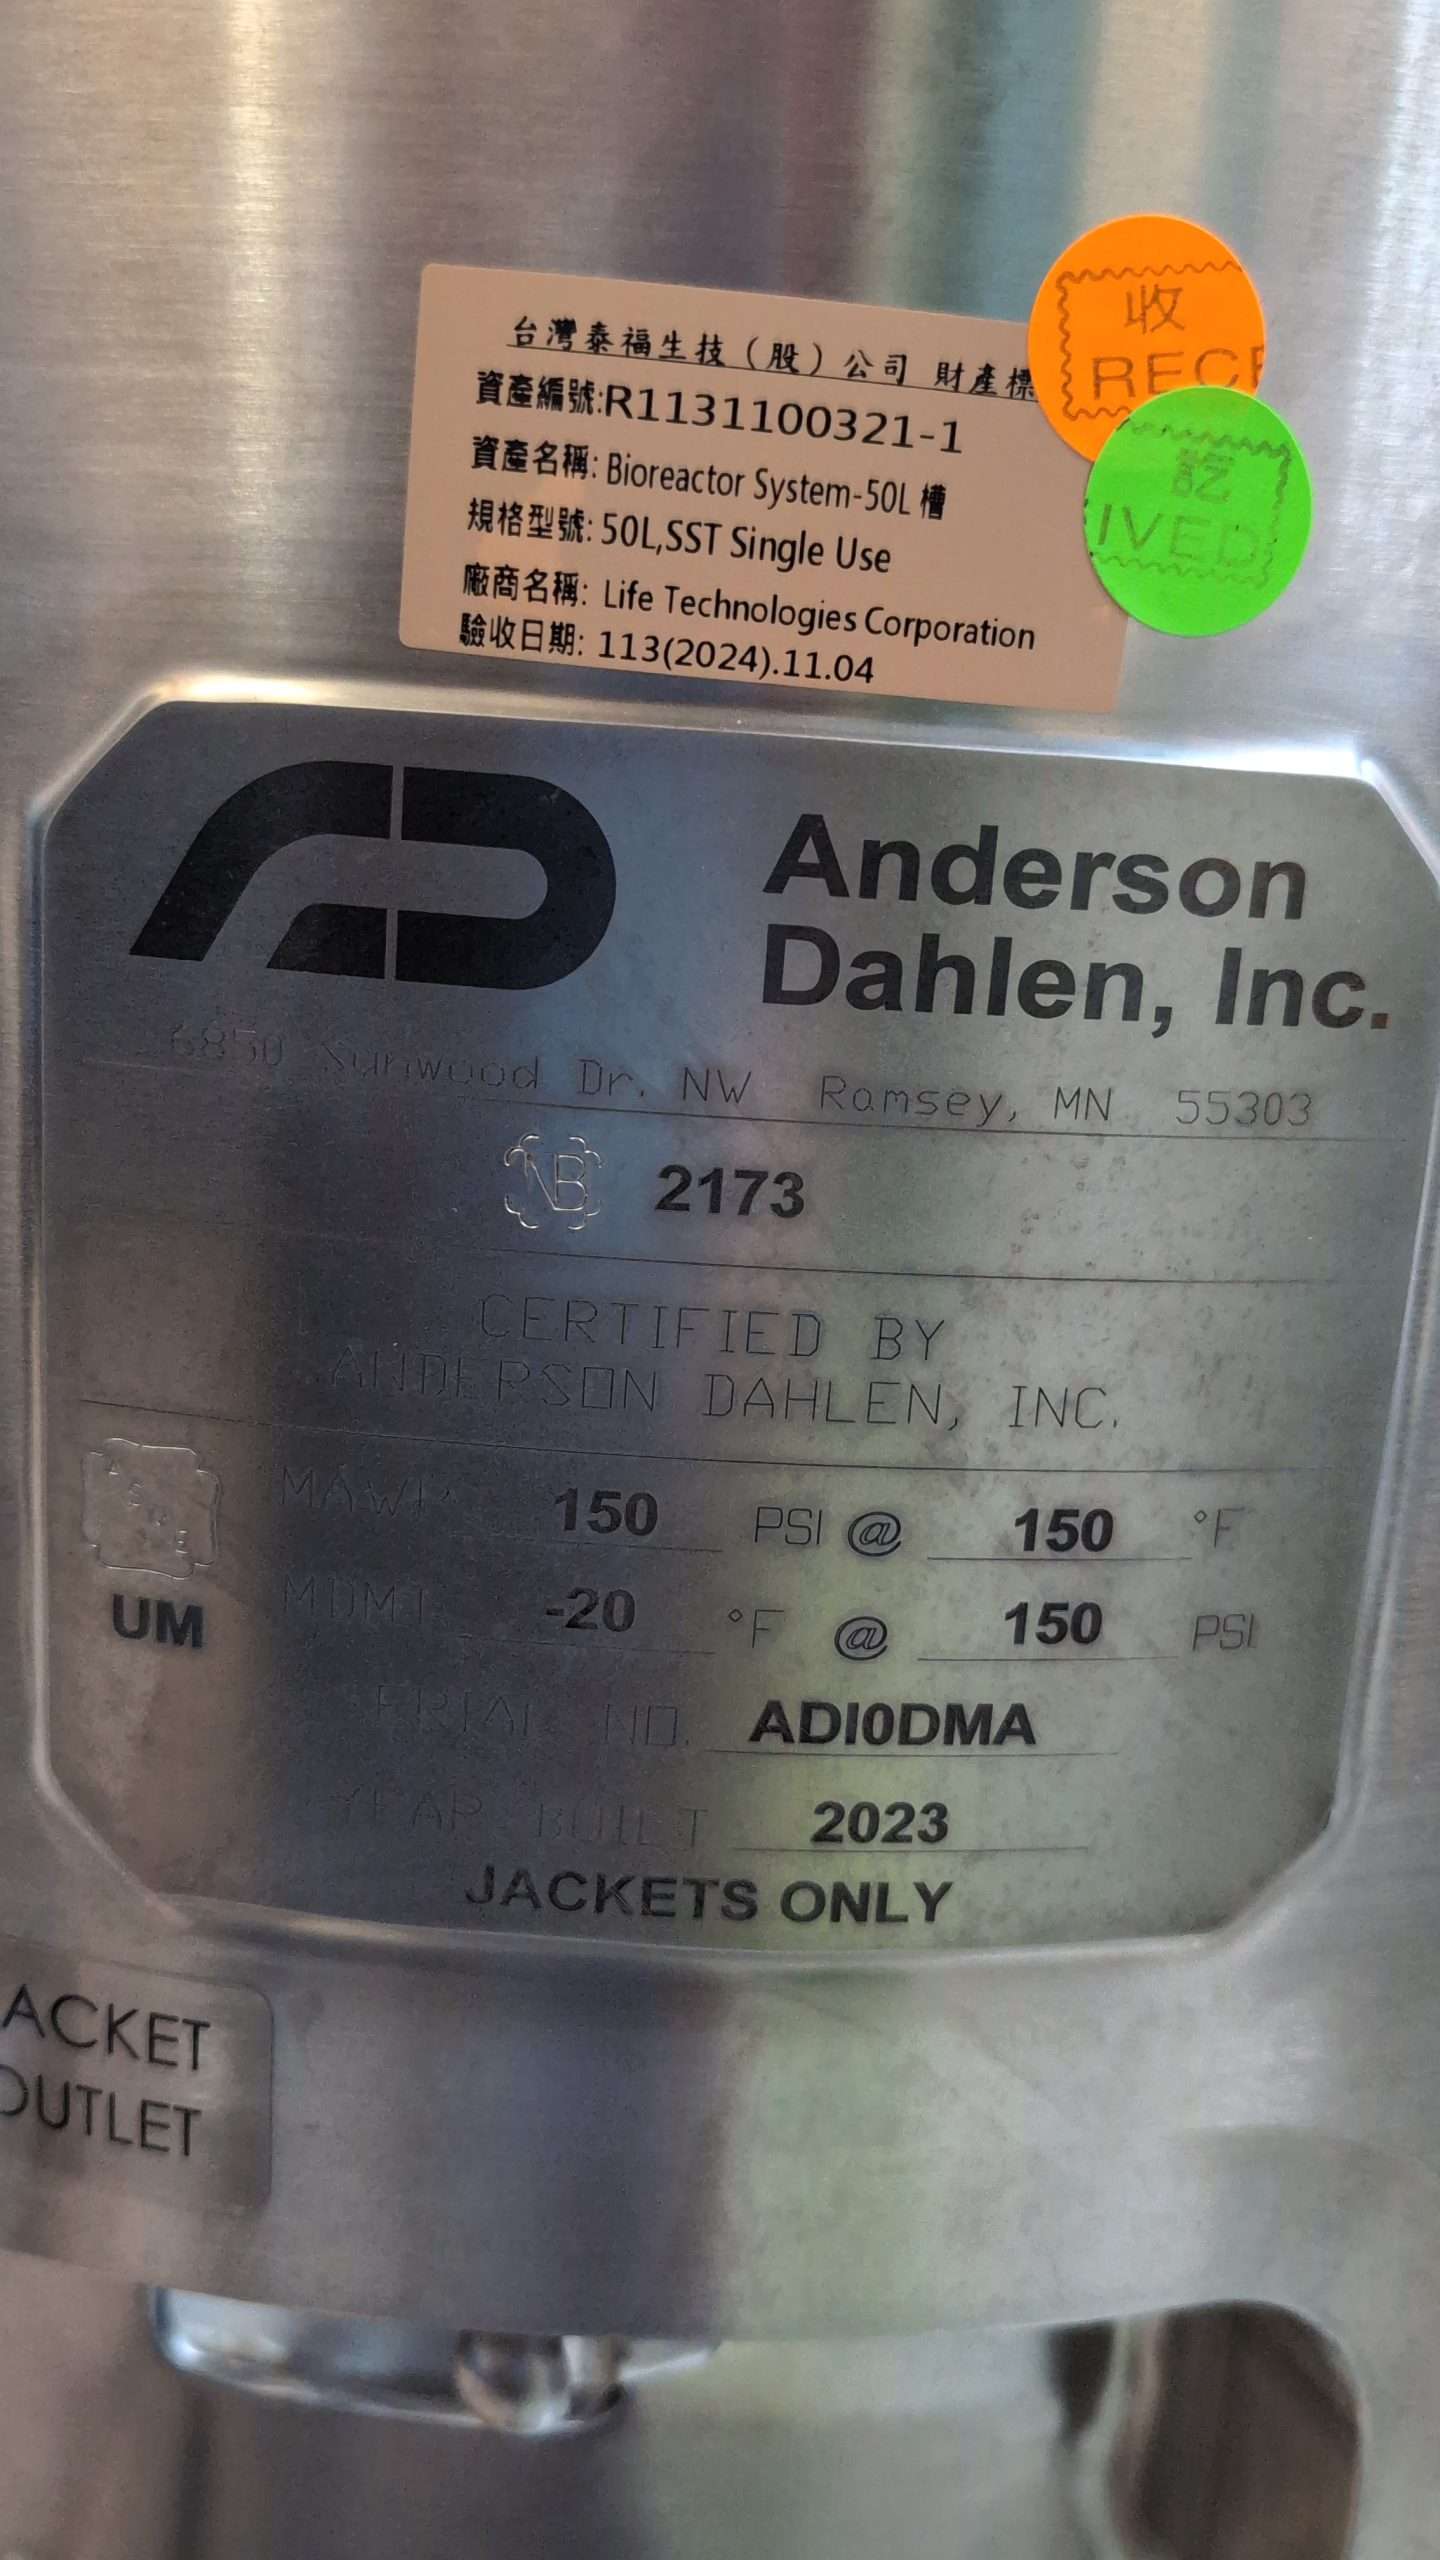 台灣泰福生技（股）公司 財產標
資產編號:R1131100321-1
資產名稱: Bioreactor System-50L 槽
規格型號: 50L,SST Single Use
廠商名稱: Life Technologies Corporation
驗收日期: 113(2024).11.04
收
RECE
訖
IVED
Anderson
Dahlen, Inc.
6850 Sunwood Dr. NW Ramsey, MN 55303
NB 2173
CERTIFIED BY
ANDERSON DAHLEN, INC.
ASME
UM
MAWP 150 PSI @ 150 °F
MDMT -20 °F @ 150 PSI
SERIAL NO. ADI0DMA
YEAR BUILT 2023
JACKETS ONLY
ACKET
OUTLET